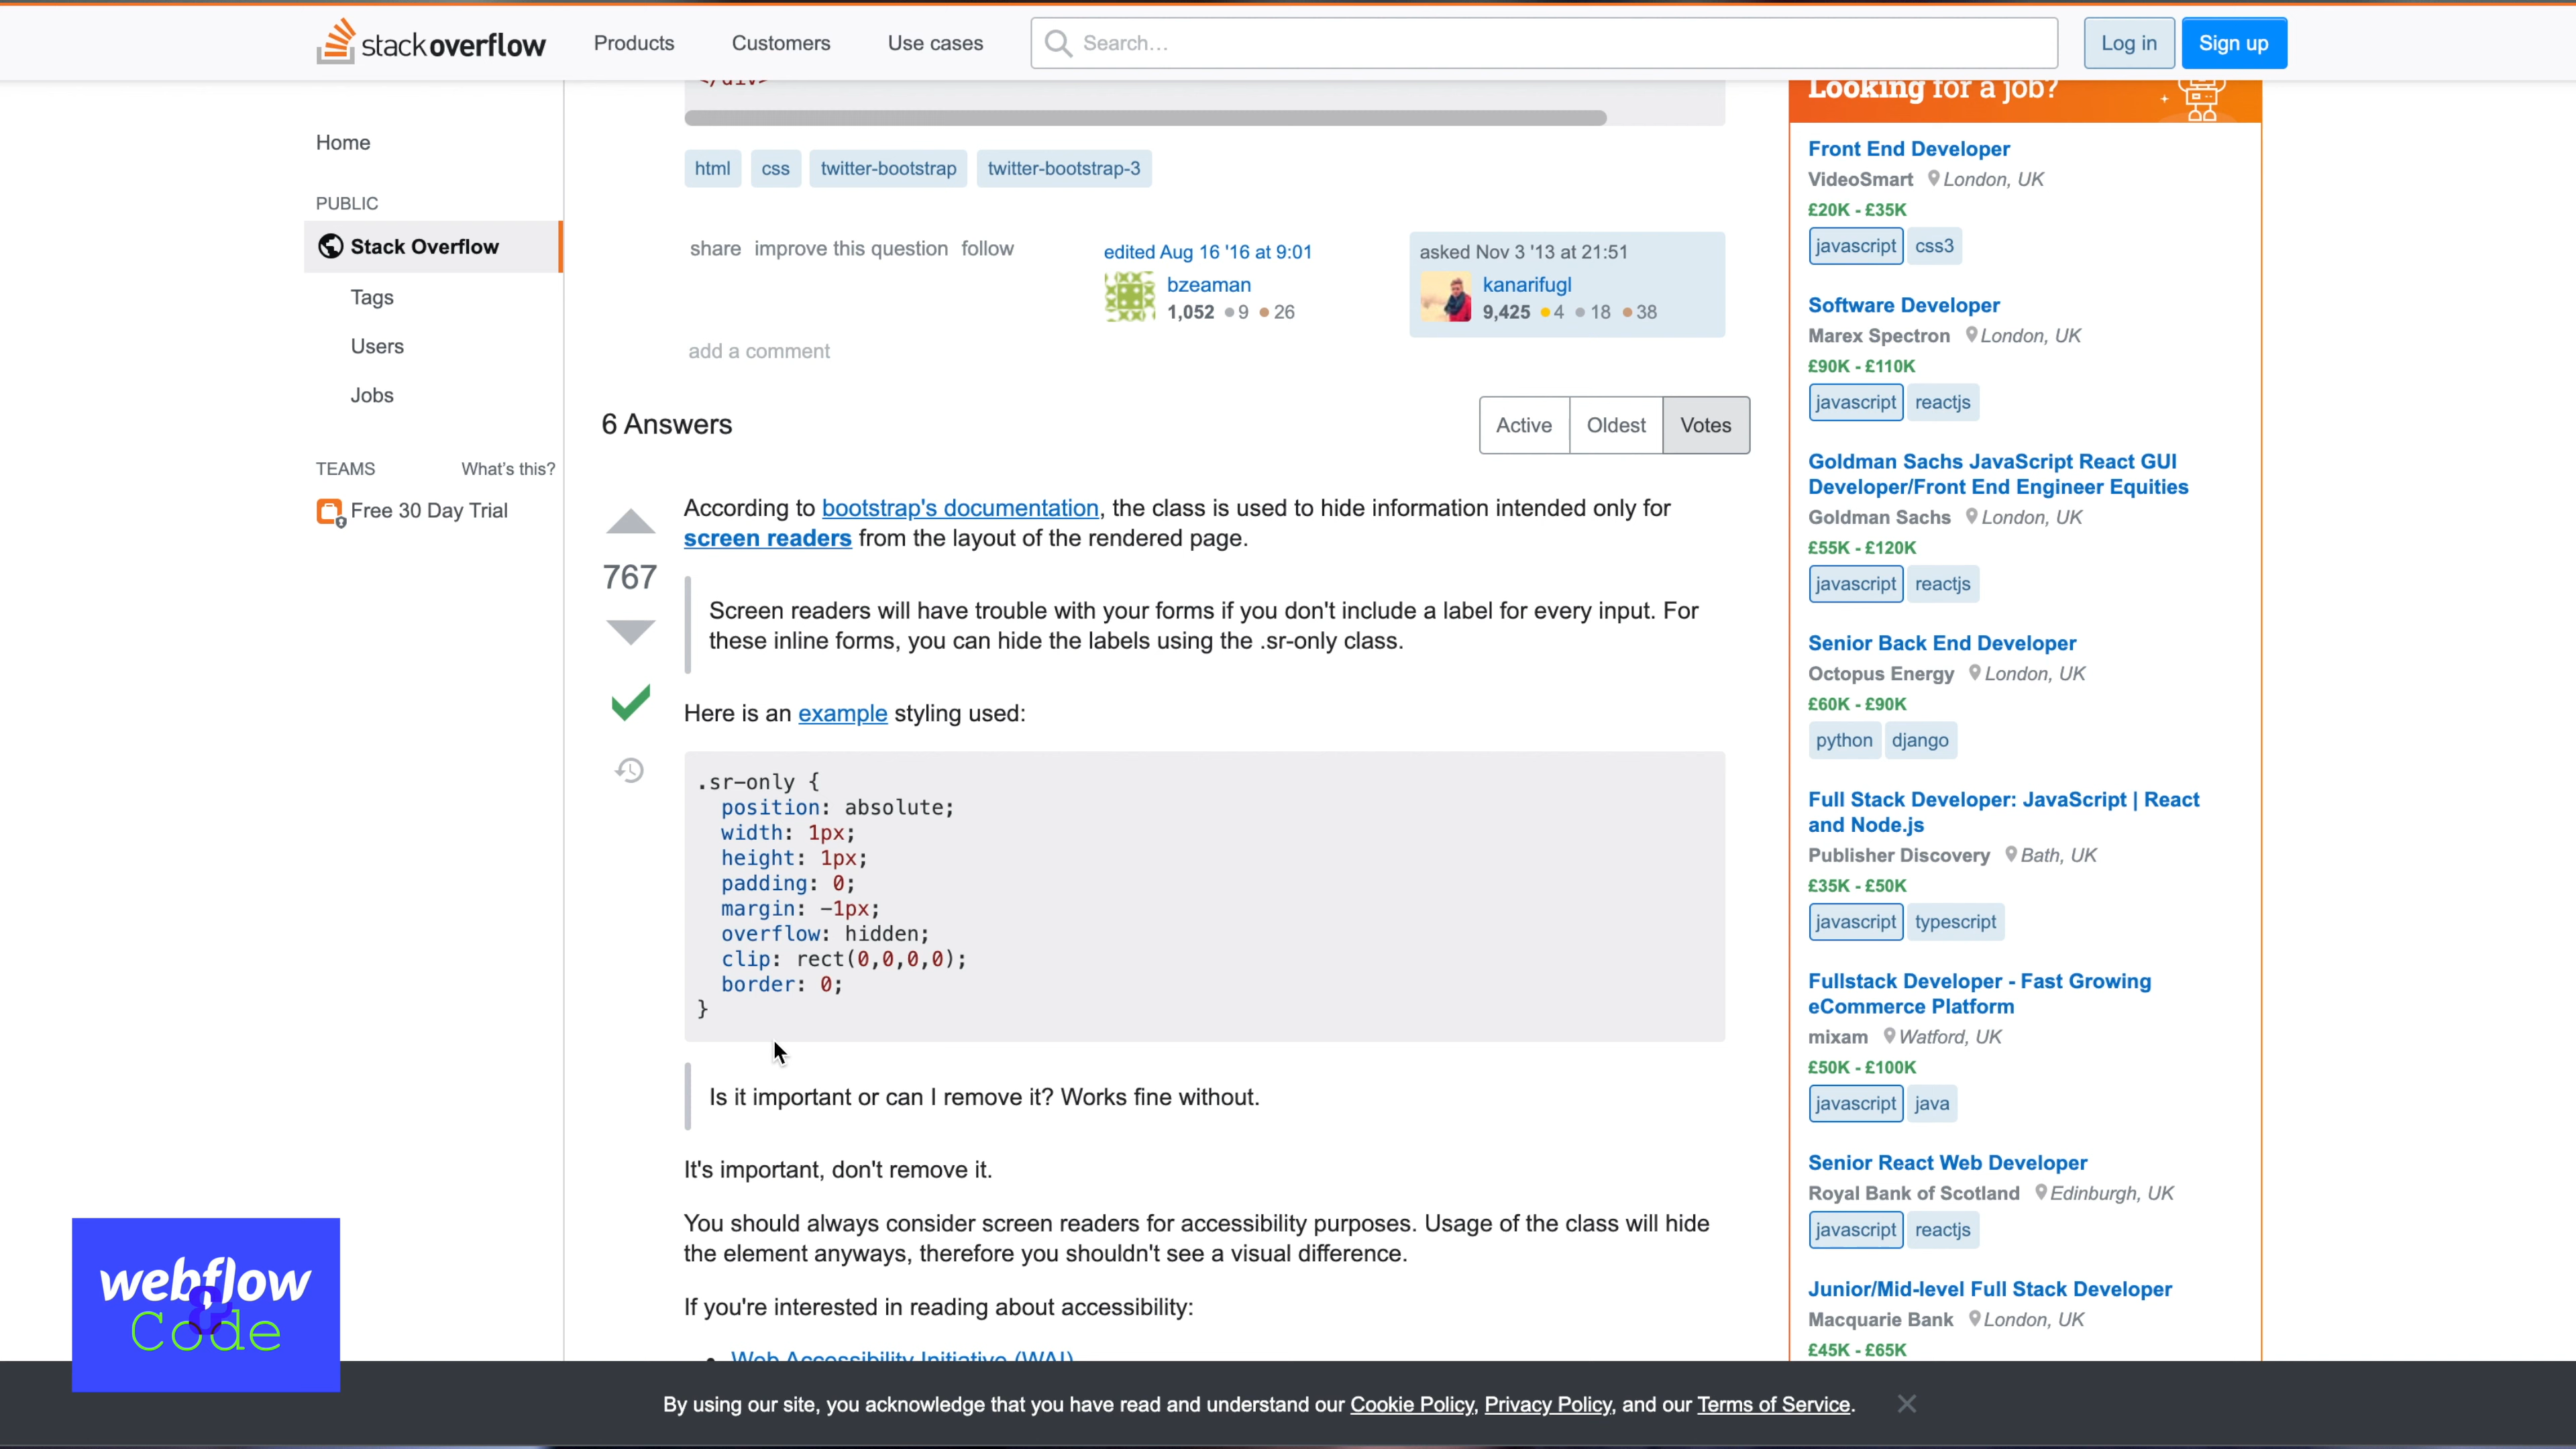 stackoverflow
Products
Customers
Use cases
Search…
Log in
Sign up
Home
PUBLIC
Stack Overflow
Tags
Users
Jobs
TEAMS
What's this?
Free 30 Day Trial
</div>
html
css
twitter-bootstrap
twitter-bootstrap-3
share improve this question follow
edited Aug 16 '16 at 9:01
bzeaman
1,052 9 26
asked Nov 3 '13 at 21:51
kanarifugl
9,425 4 18 38
add a comment
6 Answers
Active
Oldest
Votes
767
According to bootstrap's documentation, the class is used to hide information intended only for
screen readers from the layout of the rendered page.
Screen readers will have trouble with your forms if you don't include a label for every input. For
these inline forms, you can hide the labels using the .sr-only class.
Here is an example styling used:
.sr-only {
position: absolute;
width: 1px;
height: 1px;
padding: 0;
margin: -1px;
overflow: hidden;
clip: rect(0,0,0,0);
border: 0;
}
Is it important or can I remove it? Works fine without.
It's important, don't remove it.
You should always consider screen readers for accessibility purposes. Usage of the class will hide
the element anyways, therefore you shouldn't see a visual difference.
If you're interested in reading about accessibility:
Web Accessibility Initiative (WAI)
Looking for a job?
Front End Developer
VideoSmart London, UK
£20K - £35K
javascript css3
Software Developer
Marex Spectron London, UK
£90K - £110K
javascript reactjs
Goldman Sachs JavaScript React GUI
Developer/Front End Engineer Equities
Goldman Sachs London, UK
£55K - £120K
javascript reactjs
Senior Back End Developer
Octopus Energy London, UK
£60K - £90K
python django
Full Stack Developer: JavaScript | React
and Node.js
Publisher Discovery Bath, UK
£35K - £50K
javascript typescript
Fullstack Developer - Fast Growing
eCommerce Platform
mixam Watford, UK
£50K - £100K
javascript java
Senior React Web Developer
Royal Bank of Scotland Edinburgh, UK
javascript reactjs
Junior/Mid-level Full Stack Developer
Macquarie Bank London, UK
£45K - £65K
webflow
&
Code
By using our site, you acknowledge that you have read and understand our Cookie Policy, Privacy Policy, and our Terms of Service.